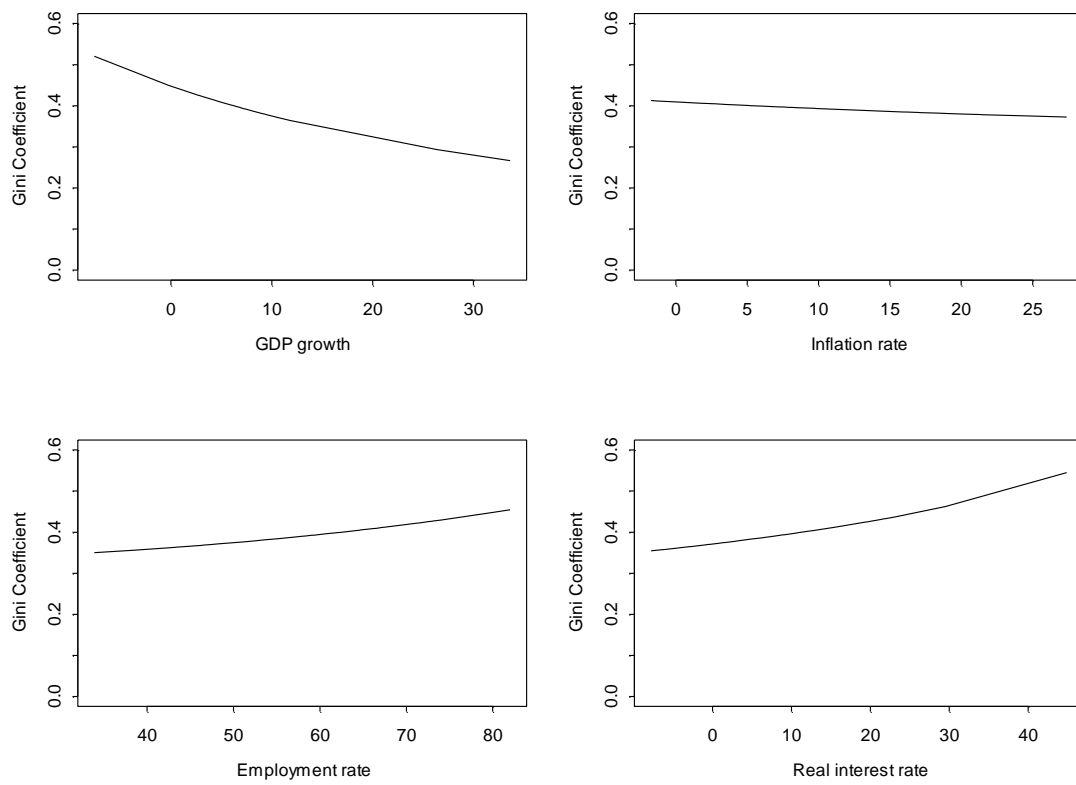 0.6
0.4
0.2
0.0
Gini Coefficient
0 10 20 30
GDP growth
0.6
0.4
0.2
0.0
Gini Coefficient
0 5 10 15 20 25
Inflation rate
0.6
0.4
0.2
0.0
Gini Coefficient
40 50 60 70 80
Employment rate
0.6
0.4
0.2
0.0
Gini Coefficient
0 10 20 30 40
Real interest rate